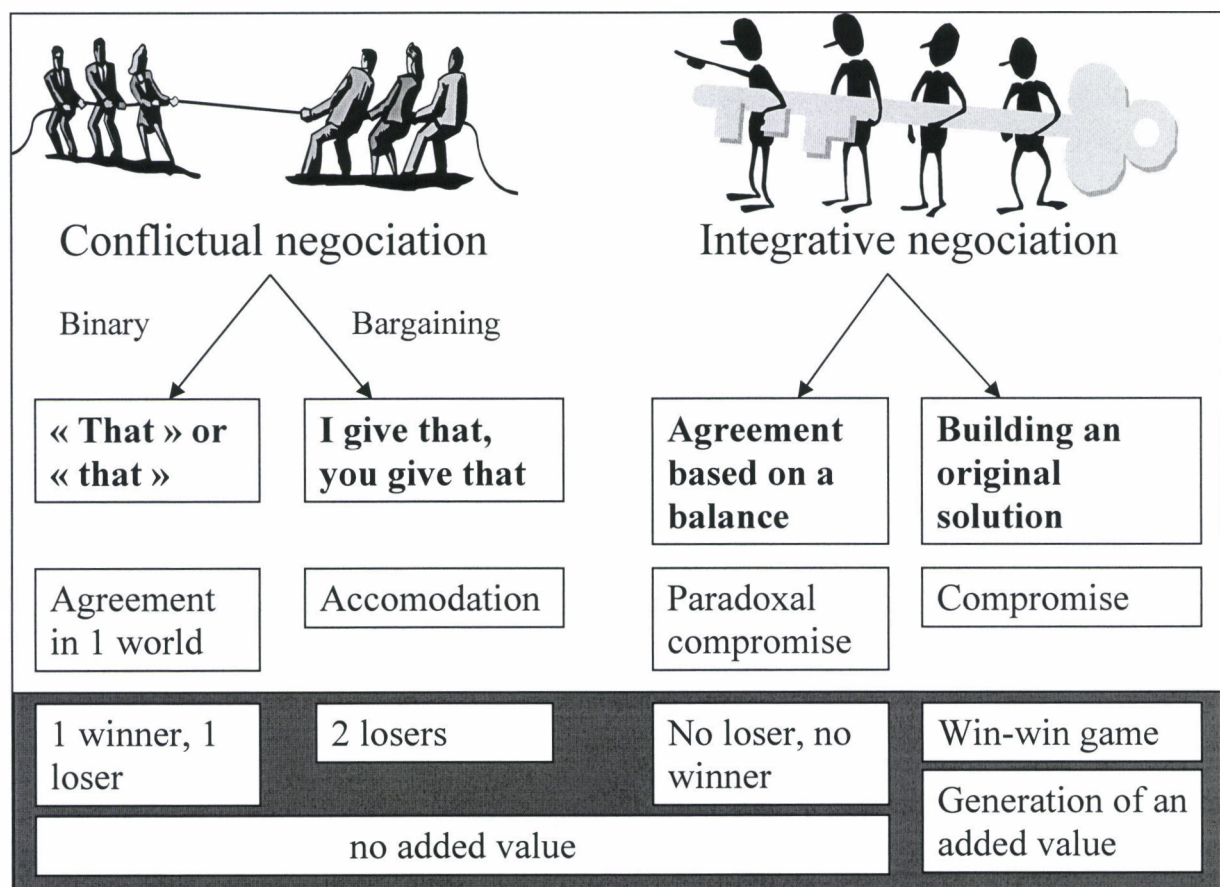 Conflictual negociation
Integrative negociation
Binary
Bargaining
« That » or
« that »
I give that,
you give that
Agreement
based on a
balance
Building an
original
solution
Agreement
in 1 world
Accomodation
Paradoxal
compromise
Compromise
1 winner, 1
loser
2 losers
No loser, no
winner
Win-win game
no added value
Generation of an
added value